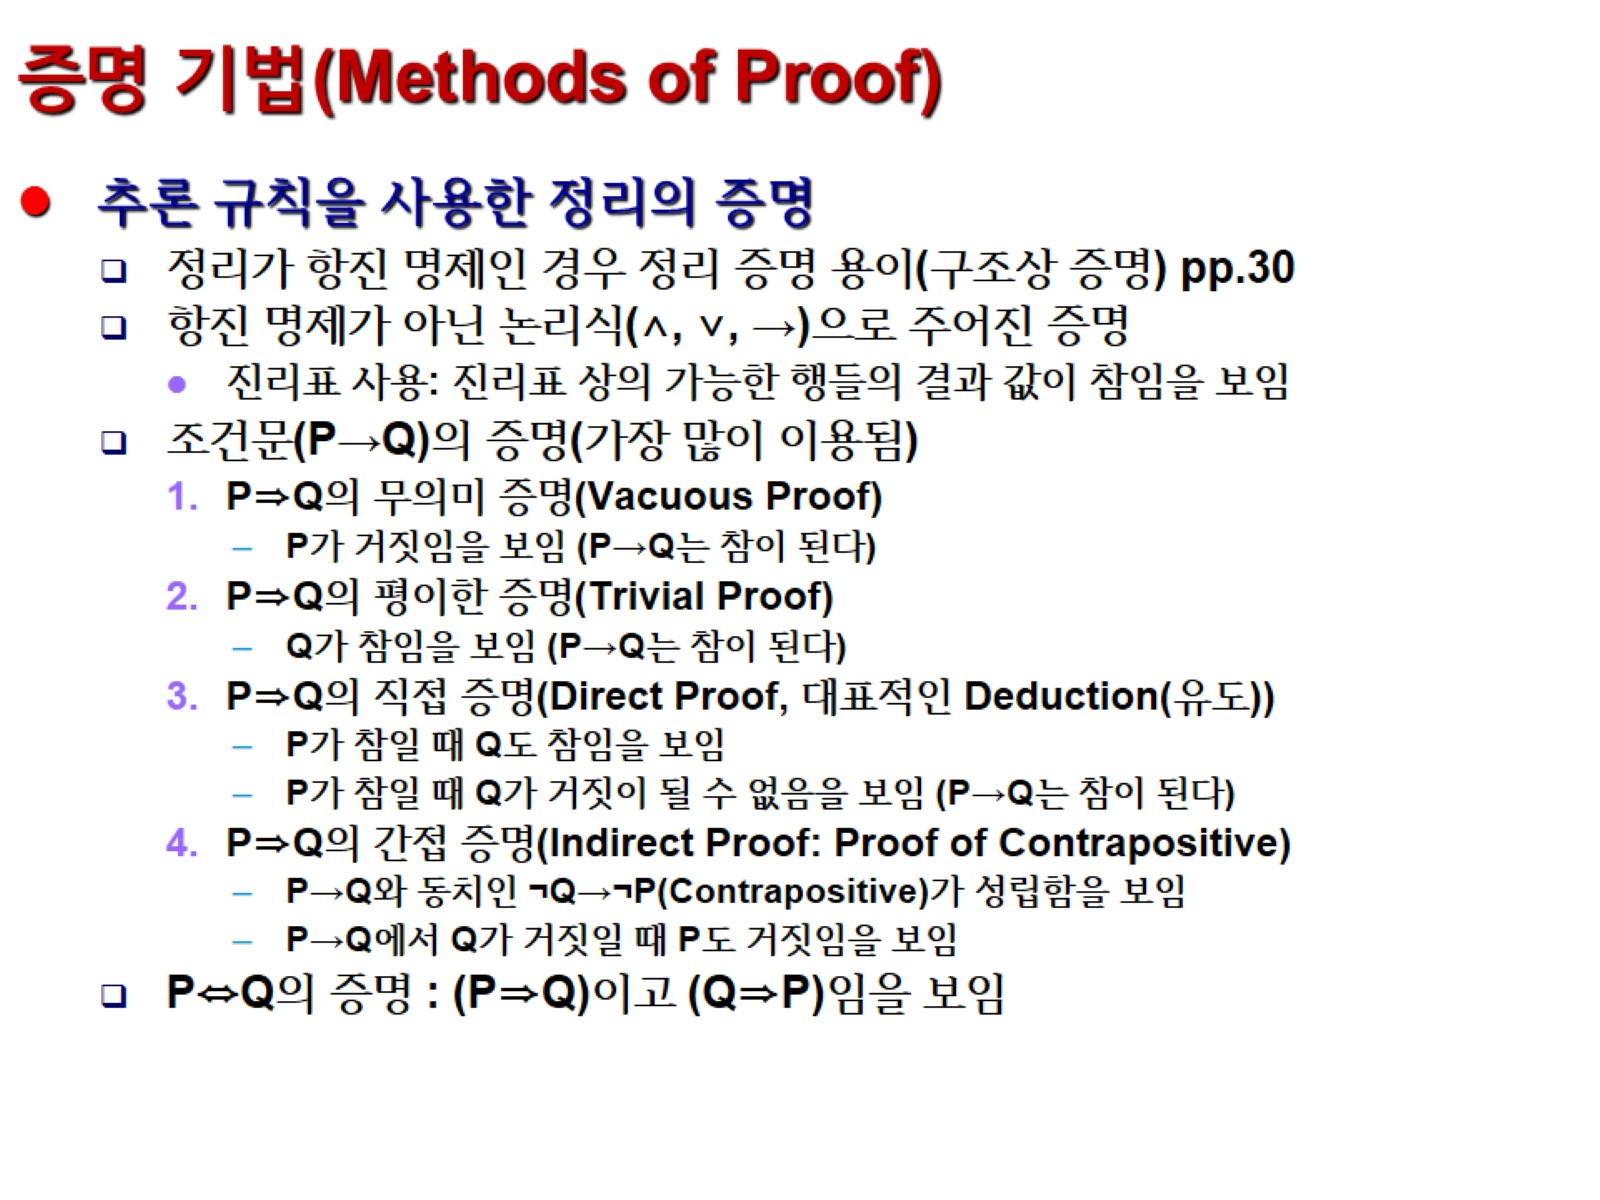 증명 기법(Methods of Proof)
● 추론 규칙을 사용한 정리의 증명
❑ 정리가 항진 명제인 경우 정리 증명 용이(구조상 증명) pp.30
❑ 항진 명제가 아닌 논리식(∧, ∨, →)으로 주어진 증명
● 진리표 사용: 진리표 상의 가능한 행들의 결과 값이 참임을 보임
❑ 조건문(P→Q)의 증명(가장 많이 이용됨)
1. P⇒Q의 무의미 증명(Vacuous Proof)
– P가 거짓임을 보임 (P→Q는 참이 된다)
2. P⇒Q의 평이한 증명(Trivial Proof)
– Q가 참임을 보임 (P→Q는 참이 된다)
3. P⇒Q의 직접 증명(Direct Proof, 대표적인 Deduction(유도))
– P가 참일 때 Q도 참임을 보임
– P가 참일 때 Q가 거짓이 될 수 없음을 보임 (P→Q는 참이 된다)
4. P⇒Q의 간접 증명(Indirect Proof: Proof of Contrapositive)
– P→Q와 동치인 ¬Q→¬P(Contrapositive)가 성립함을 보임
– P→Q에서 Q가 거짓일 때 P도 거짓임을 보임
❑ P⇔Q의 증명 : (P⇒Q)이고 (Q⇒P)임을 보임